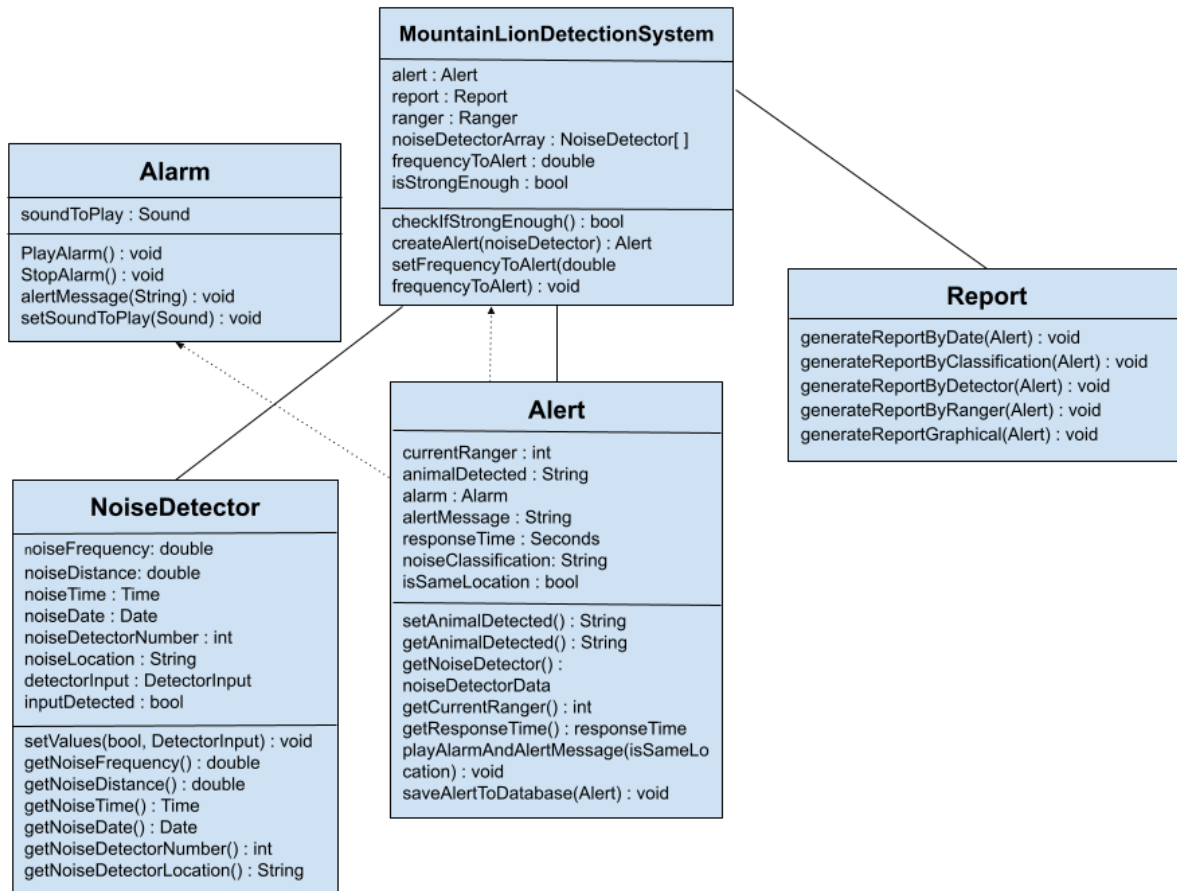 MountainLionDetectionSystem
alert : Alert
report : Report
ranger : Ranger
noiseDetectorArray : NoiseDetector[ ]
frequencyToAlert : double
isStrongEnough : bool
checkIfStrongEnough() : bool
createAlert(noiseDetector) : Alert
setFrequencyToAlert(double
frequencyToAlert) : void
Alarm
soundToPlay : Sound
PlayAlarm() : void
StopAlarm() : void
alertMessage(String) : void
setSoundToPlay(Sound) : void
Report
generateReportByDate(Alert) : void
generateReportByClassification(Alert) : void
generateReportByDetector(Alert) : void
generateReportByRanger(Alert) : void
generateReportGraphical(Alert) : void
Alert
currentRanger : int
animalDetected : String
alarm : Alarm
alertMessage : String
responseTime : Seconds
noiseClassification: String
isSameLocation : bool
setAnimalDetected() : String
getAnimalDetected() : String
getNoiseDetector() :
noiseDetectorData
getCurrentRanger() : int
getResponseTime() : responseTime
playAlarmAndAlertMessage(isSameLo
cation) : void
saveAlertToDatabase(Alert) : void
NoiseDetector
noiseFrequency: double
noiseDistance: double
noiseTime : Time
noiseDate : Date
noiseDetectorNumber : int
noiseLocation : String
detectorInput : DetectorInput
inputDetected : bool
setValues(bool, DetectorInput) : void
getNoiseFrequency() : double
getNoiseDistance() : double
getNoiseTime() : Time
getNoiseDate() : Date
getNoiseDetectorNumber() : int
getNoiseDetectorLocation() : String